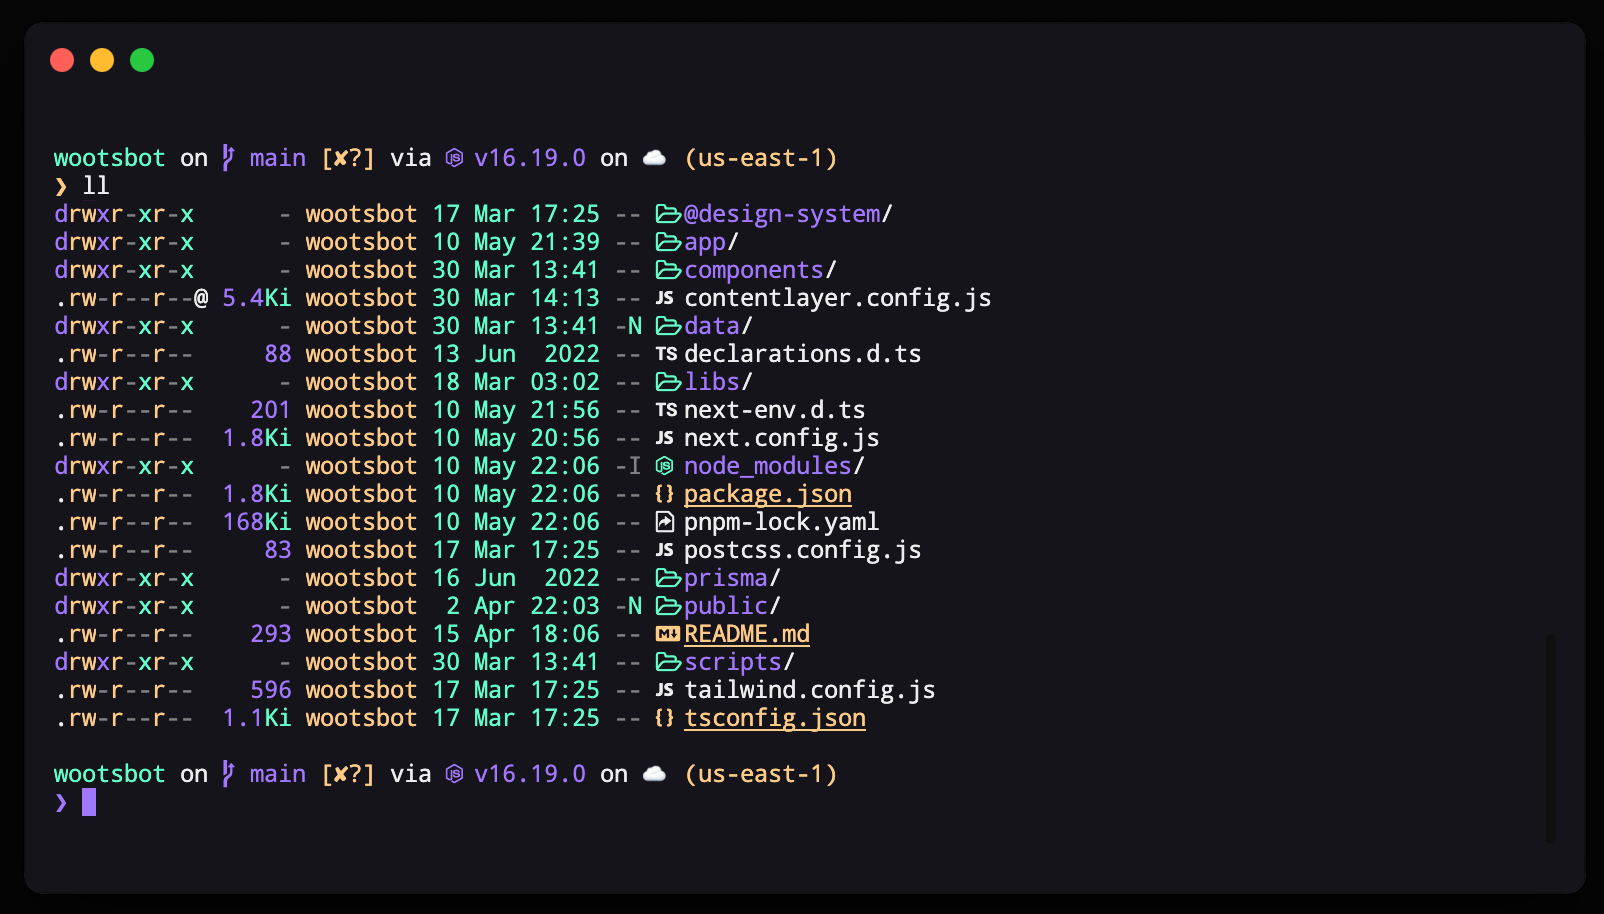 wootsbot on main [✘?] via v16.19.0 on ☁️ (us-east-1)
❯ ll
drwxr-xr-x - wootsbot 17 Mar 17:25 -- @design-system/
drwxr-xr-x - wootsbot 10 May 21:39 -- app/
drwxr-xr-x - wootsbot 30 Mar 13:41 -- components/
.rw-r--r--@ 5.4Ki wootsbot 30 Mar 14:13 -- JS contentlayer.config.js
drwxr-xr-x - wootsbot 30 Mar 13:41 -N data/
.rw-r--r-- 88 wootsbot 13 Jun 2022 -- TS declarations.d.ts
drwxr-xr-x - wootsbot 18 Mar 03:02 -- libs/
.rw-r--r-- 201 wootsbot 10 May 21:56 -- TS next-env.d.ts
.rw-r--r-- 1.8Ki wootsbot 10 May 20:56 -- JS next.config.js
drwxr-xr-x - wootsbot 10 May 22:06 -I node_modules/
.rw-r--r-- 1.8Ki wootsbot 10 May 22:06 -- {} package.json
.rw-r--r-- 168Ki wootsbot 10 May 22:06 -- pnpm-lock.yaml
.rw-r--r-- 83 wootsbot 17 Mar 17:25 -- JS postcss.config.js
drwxr-xr-x - wootsbot 16 Jun 2022 -- prisma/
drwxr-xr-x - wootsbot 2 Apr 22:03 -N public/
.rw-r--r-- 293 wootsbot 15 Apr 18:06 -- M↓ README.md
drwxr-xr-x - wootsbot 30 Mar 13:41 -- scripts/
.rw-r--r-- 596 wootsbot 17 Mar 17:25 -- JS tailwind.config.js
.rw-r--r-- 1.1Ki wootsbot 17 Mar 17:25 -- {} tsconfig.json
wootsbot on main [✘?] via v16.19.0 on ☁️ (us-east-1)
❯